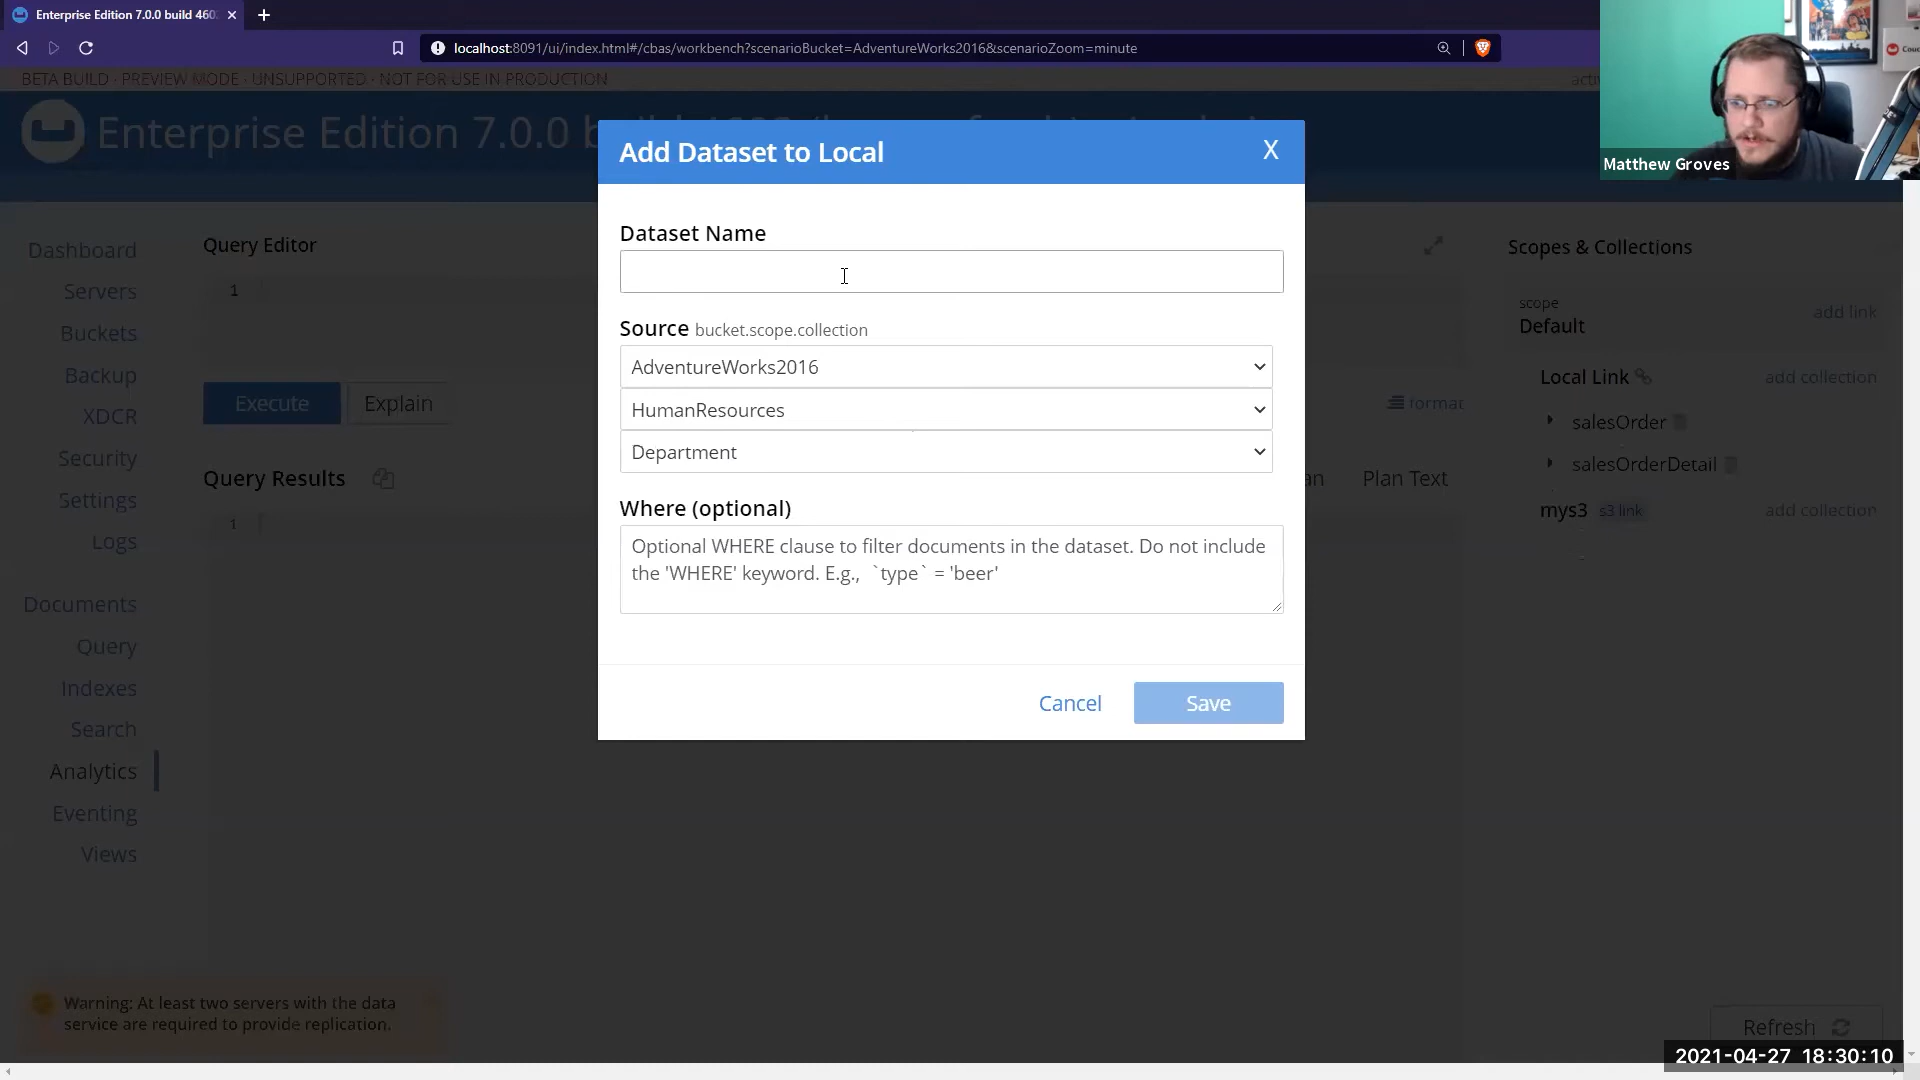 Enterprise Edition 7.0.0 build 460
localhost:8091/ui/index.html#/cbas/workbench?scenarioBucket=AdventureWorks2016&scenarioZoom=minute
BETA BUILD · PREVIEW MODE · UNSUPPORTED · NOT FOR USE IN PRODUCTION
Enterprise Edition 7.0.0
Matthew Groves
Add Dataset to Local
X
Dataset Name
Source bucket.scope.collection
AdventureWorks2016
HumanResources
Department
Where (optional)
Optional WHERE clause to filter documents in the dataset. Do not include
the 'WHERE' keyword. E.g., `type` = 'beer'
Cancel
Save
Dashboard
Servers
Buckets
Backup
XDCR
Security
Settings
Logs
Documents
Query
Indexes
Search
Analytics
Eventing
Views
Query Editor
1
Execute
Explain
format
Query Results
Plan Text
1
Scopes & Collections
scope
Default
add link
Local Link
add collection
salesOrder
salesOrderDetail
mys3 s3 link
add collection
Warning: At least two servers with the data
service are required to provide replication.
Refresh
2021-04-27 18:30:10